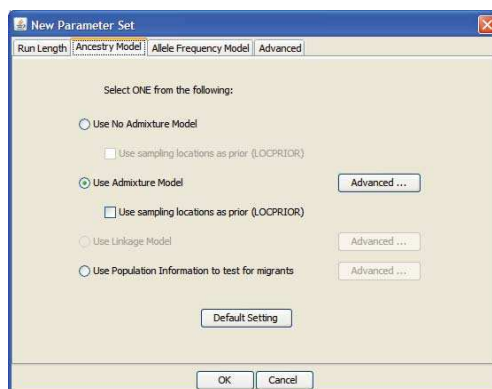 New Parameter Set
Run Length Ancestry Model Allele Frequency Model Advanced
Select ONE from the following:
Use No Admixture Model
Use sampling locations as prior (LOCPRIOR)
Use Admixture Model Advanced ...
Use sampling locations as prior (LOCPRIOR)
Use Linkage Model Advanced ...
Use Population Information to test for migrants Advanced ...
Default Setting
OK Cancel